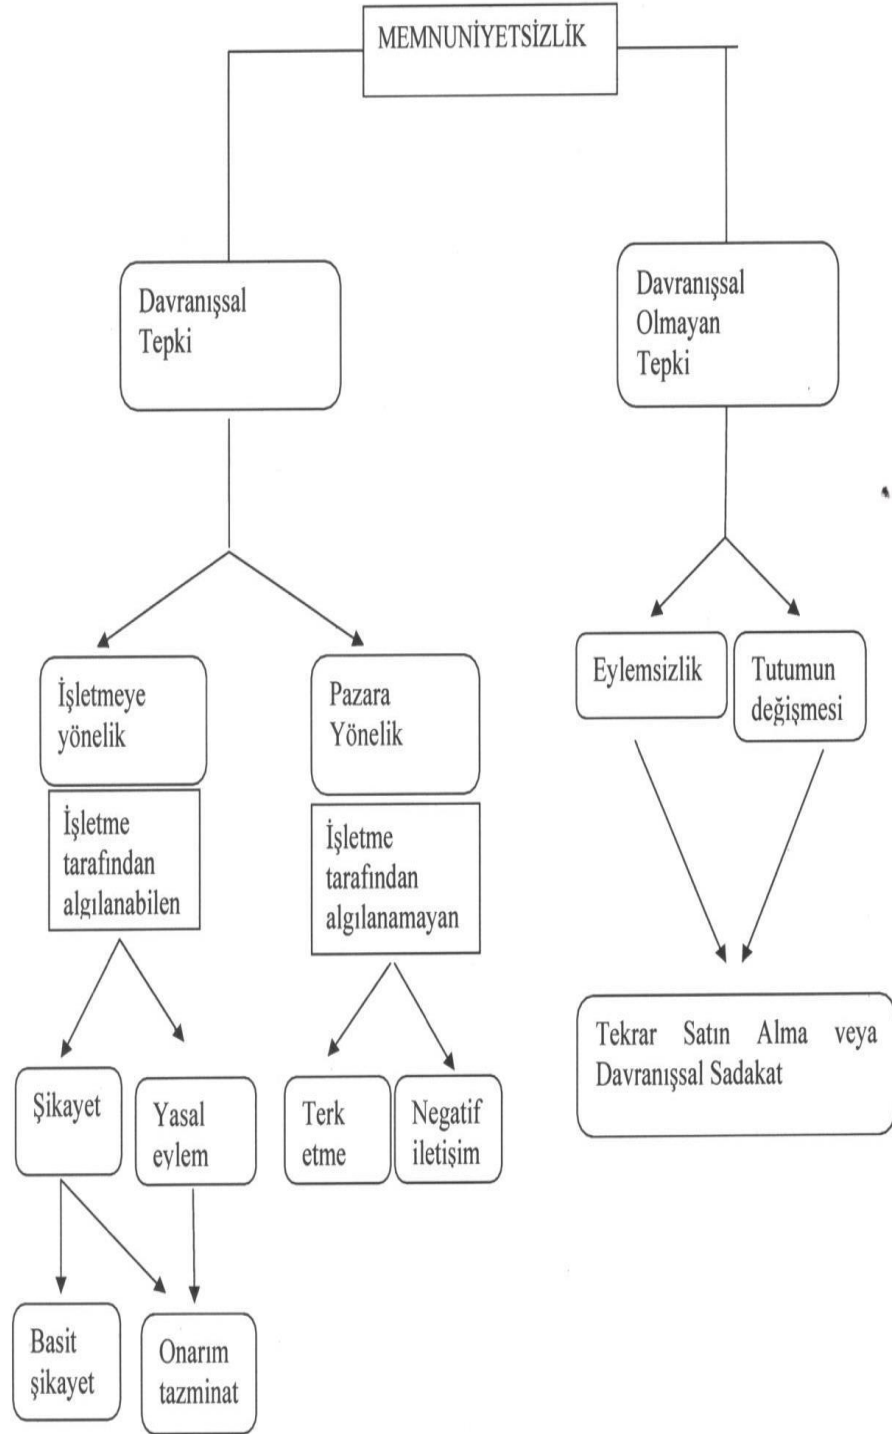 MEMNUNİYETSİZLİK
Davranışsal
Tepki
Davranışsal
Olmayan
Tepki
İşletmeye
yönelik
Pazara
Yönelik
Eylemsizlik
Tutumun
değişmesi
İşletme
tarafından
algılanabilen
İşletme
tarafından
algılanamayan
Tekrar Satın Alma veya
Davranışsal Sadakat
Şikayet
Yasal
eylem
Terk
etme
Negatif
iletişim
Basit
şikayet
Onarım
tazminat